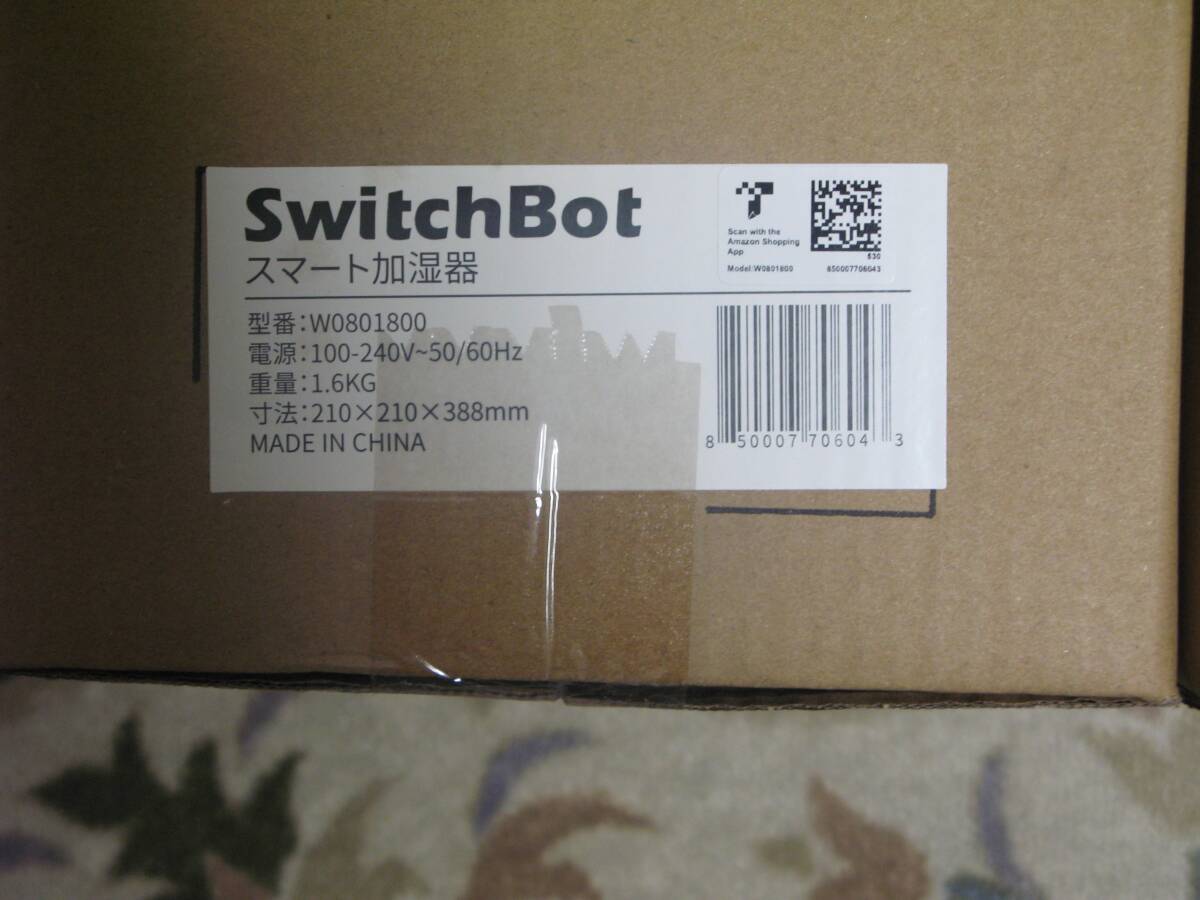 SwitchBot
スマート加湿器
Scan with the
Amazon Shopping
App
530
Model:W0801800 850007706043
型番:W0801800
電源:100-240V~50/60Hz
重量:1.6KG
寸法:210×210×388mm
MADE IN CHINA
8 50007 70604 3